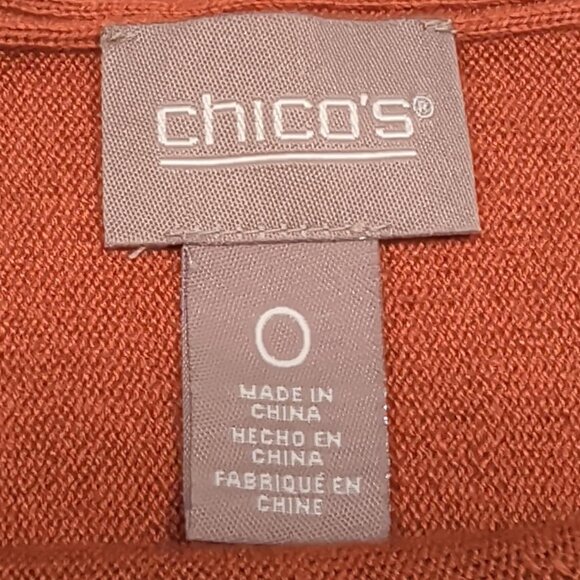 chico's®
0
MADE IN
CHINA
HECHO EN
CHINA
FABRIQUÉ EN
CHINE